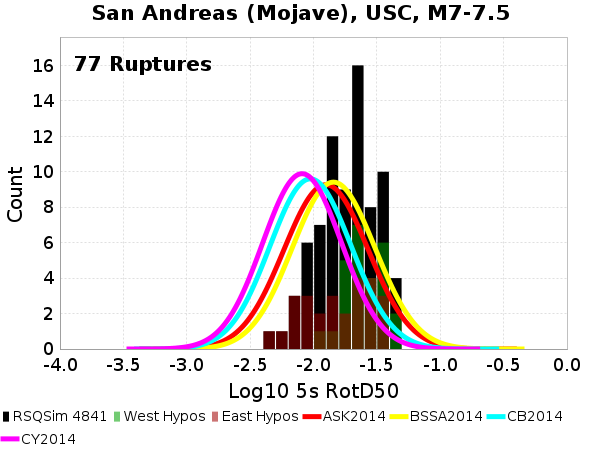 San Andreas (Mojave), USC, M7-7.5
77 Ruptures
16
14
12
10
8
6
4
2
0
Count
-4.0 -3.5 -3.0 -2.5 -2.0 -1.5 -1.0 -0.5 0.0
Log10 5s RotD50
RSQSim 4841 West Hypos East Hypos ASK2014 BSSA2014 CB2014
CY2014